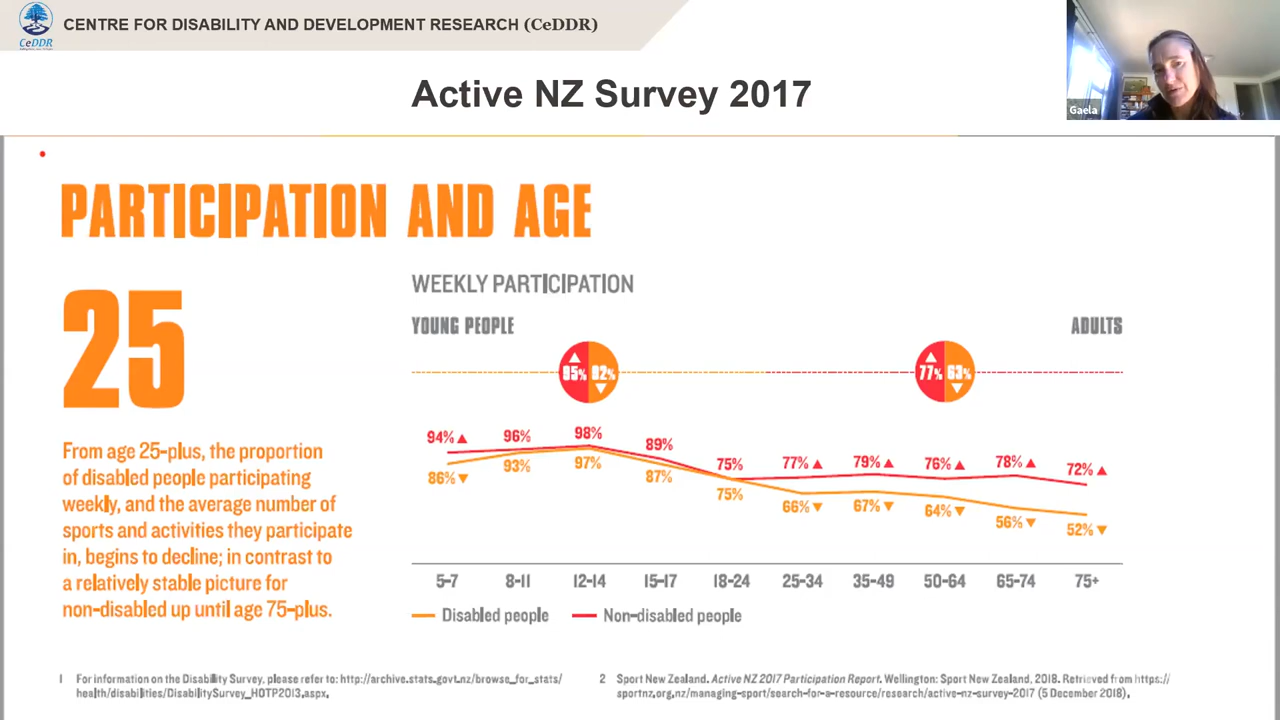 CeDDR
CENTRE FOR DISABILITY AND DEVELOPMENT RESEARCH (CeDDR)
Gaela
Active NZ Survey 2017
PARTICIPATION AND AGE
25
From age 25-plus, the proportion
of disabled people participating
weekly, and the average number of
sports and activities they participate
in, begins to decline; in contrast to
a relatively stable picture for
non-disabled up until age 75-plus.
WEEKLY PARTICIPATION
YOUNG PEOPLE
ADULTS
▲ 95% 92% ▼
▲ 77% 63% ▼
94% ▲ 96% 98% 89% 75% 77% ▲ 79% ▲ 76% ▲ 78% ▲ 72% ▲
86% ▼ 93% 97% 87% 75% 66% ▼ 67% ▼ 64% ▼ 56% ▼ 52% ▼
5-7 8-11 12-14 15-17 18-24 25-34 35-49 50-64 65-74 75+
Disabled people Non-disabled people
1 For information on the Disability Survey, please refer to: http://archive.stats.govt.nz/browse_for_stats/
health/disabilities/DisabilitySurvey_HOTP2013.aspx.
2 Sport New Zealand. Active NZ 2017 Participation Report. Wellington: Sport New Zealand, 2018. Retrieved from https://
sportnz.org.nz/managing-sport/search-for-a-resource/research/active-nz-survey-2017 (5 December 2018).